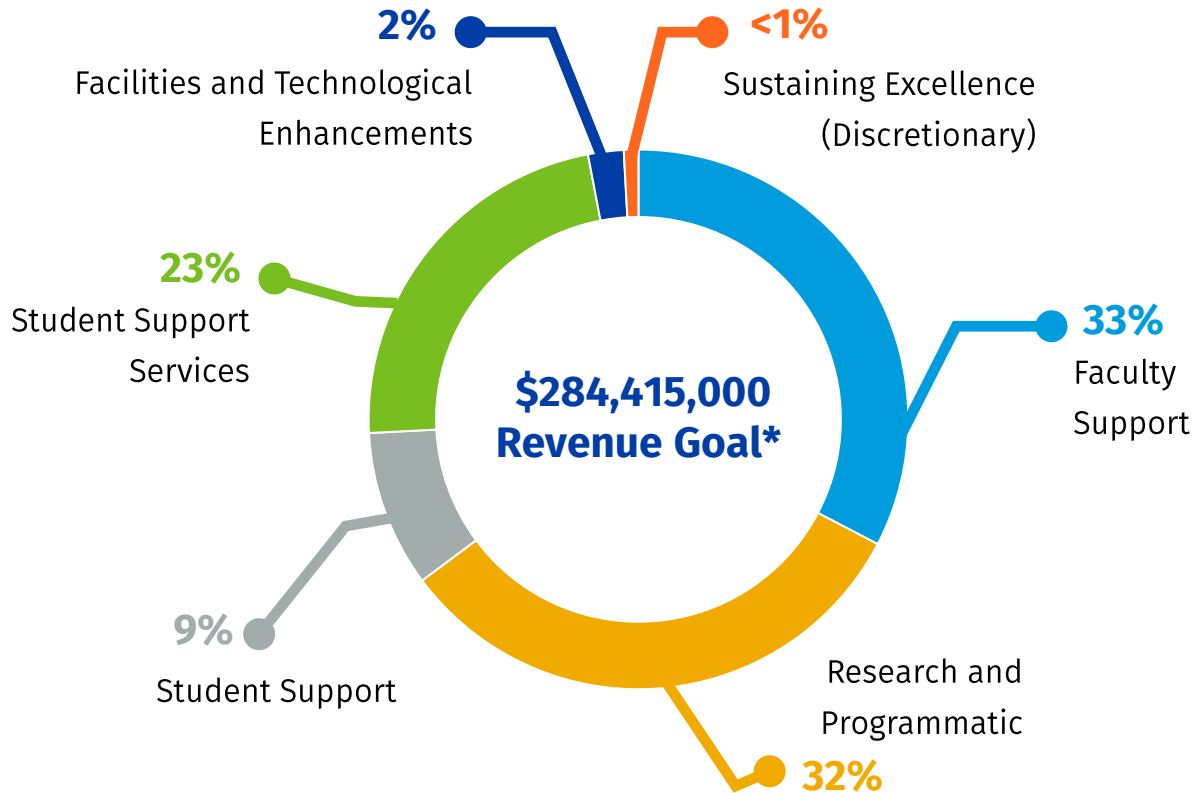 2%
Facilities and Technological
Enhancements
<1%
Sustaining Excellence
(Discretionary)
23%
Student Support
Services
33%
Faculty
Support
$284,415,000
Revenue Goal*
9%
Student Support
Research and
Programmatic
32%